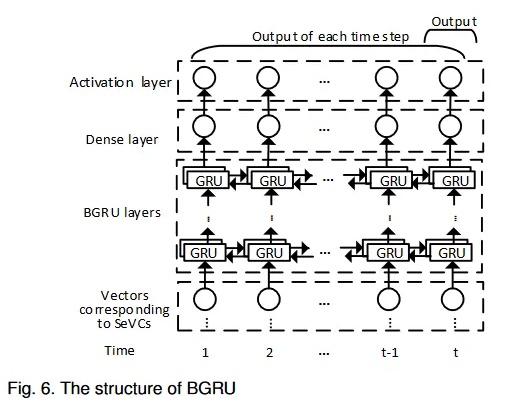 Output
Output of each time step
Activation layer
...
Dense layer
...
GRU GRU ... GRU GRU
BGRU layers
... ... ... ...
GRU GRU ... GRU GRU
Vectors
corresponding
to SeVCs
...
... ... ... ...
Time 1 2 ... t-1 t
Fig. 6. The structure of BGRU